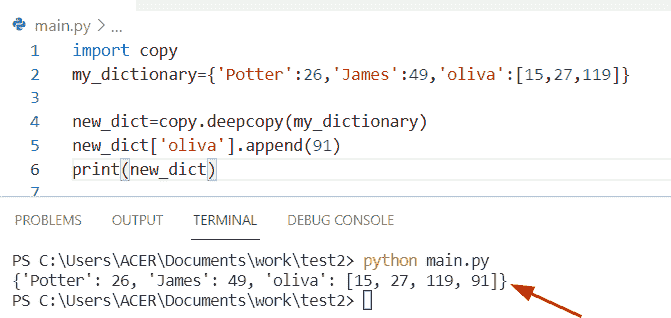 main.py > ...
1 import copy
2 my_dictionary={'Potter':26,'James':49,'oliva':[15,27,119]}
3
4 new_dict=copy.deepcopy(my_dictionary)
5 new_dict['oliva'].append(91)
6 print(new_dict)
7
PROBLEMS OUTPUT TERMINAL DEBUG CONSOLE
PS C:\Users\ACER\Documents\work\test2> python main.py
{'Potter': 26, 'James': 49, 'oliva': [15, 27, 119, 91]}
PS C:\Users\ACER\Documents\work\test2>